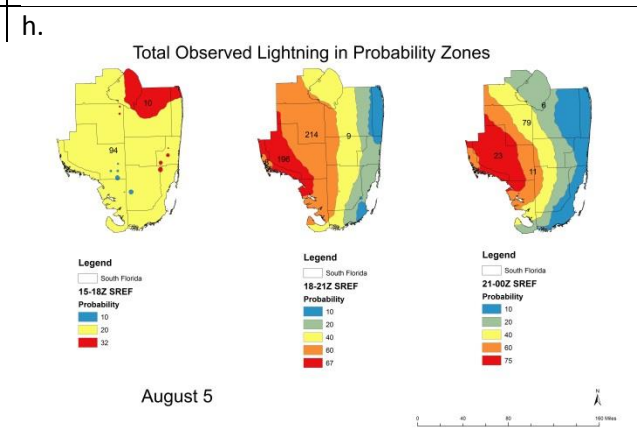 h.
Total Observed Lightning in Probability Zones
10
94
Legend
South Florida
15-18Z SREF
Probability
10
20
32
214
9
196
Legend
South Florida
18-21Z SREF
Probability
10
20
40
60
67
6
79
23
11
Legend
South Florida
21-00Z SREF
Probability
10
20
40
60
75
August 5
N
0 40 80 160 Miles